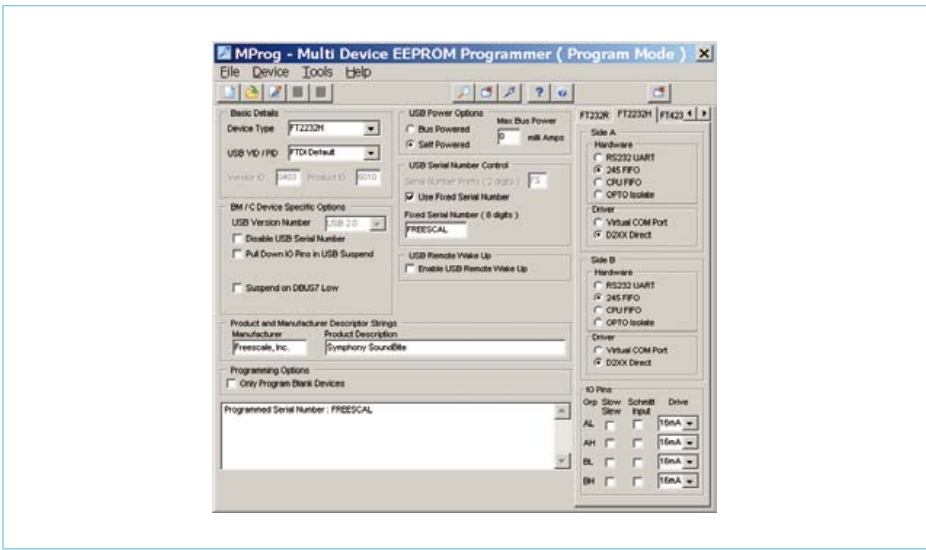 MProg - Multi Device EEPROM Programmer ( Program Mode )
File Device Tools Help
Basic Details
Device Type FT2232H
USB VID / PID FTDI Default
Vendor ID 0403 Product ID 6010
BM / C Device Specific Options
USB Version Number USB 2.0
Disable USB Serial Number
Pull Down IO Pins in USB Suspend
Suspend on DBUS7 Low
USB Power Options
Bus Powered
Self Powered
Max Bus Power
0 milli Amps
USB Serial Number Control
Serial Number Prefix ( 2 digits ) FS
Use Fixed Serial Number
Fixed Serial Number ( 8 digits )
FREESCAL
USB Remote Wake Up
Enable USB Remote Wake Up
Product and Manufacturer Descriptor Strings
Manufacturer Product Description
Freescale, Inc. Symphony SoundBite
Programming Options
Only Program Blank Devices
Programmed Serial Number : FREESCAL
FT232R FT2232H FT423
Side A
Hardware
RS232 UART
245 FIFO
CPU FIFO
OPTO Isolate
Driver
Virtual COM Port
D2XX Direct
Side B
Hardware
RS232 UART
245 FIFO
CPU FIFO
OPTO Isolate
Driver
Virtual COM Port
D2XX Direct
IO Pins
Grp Slow Slew Schmitt Input Drive
AL 16mA
AH 16mA
BL 16mA
BH 16mA